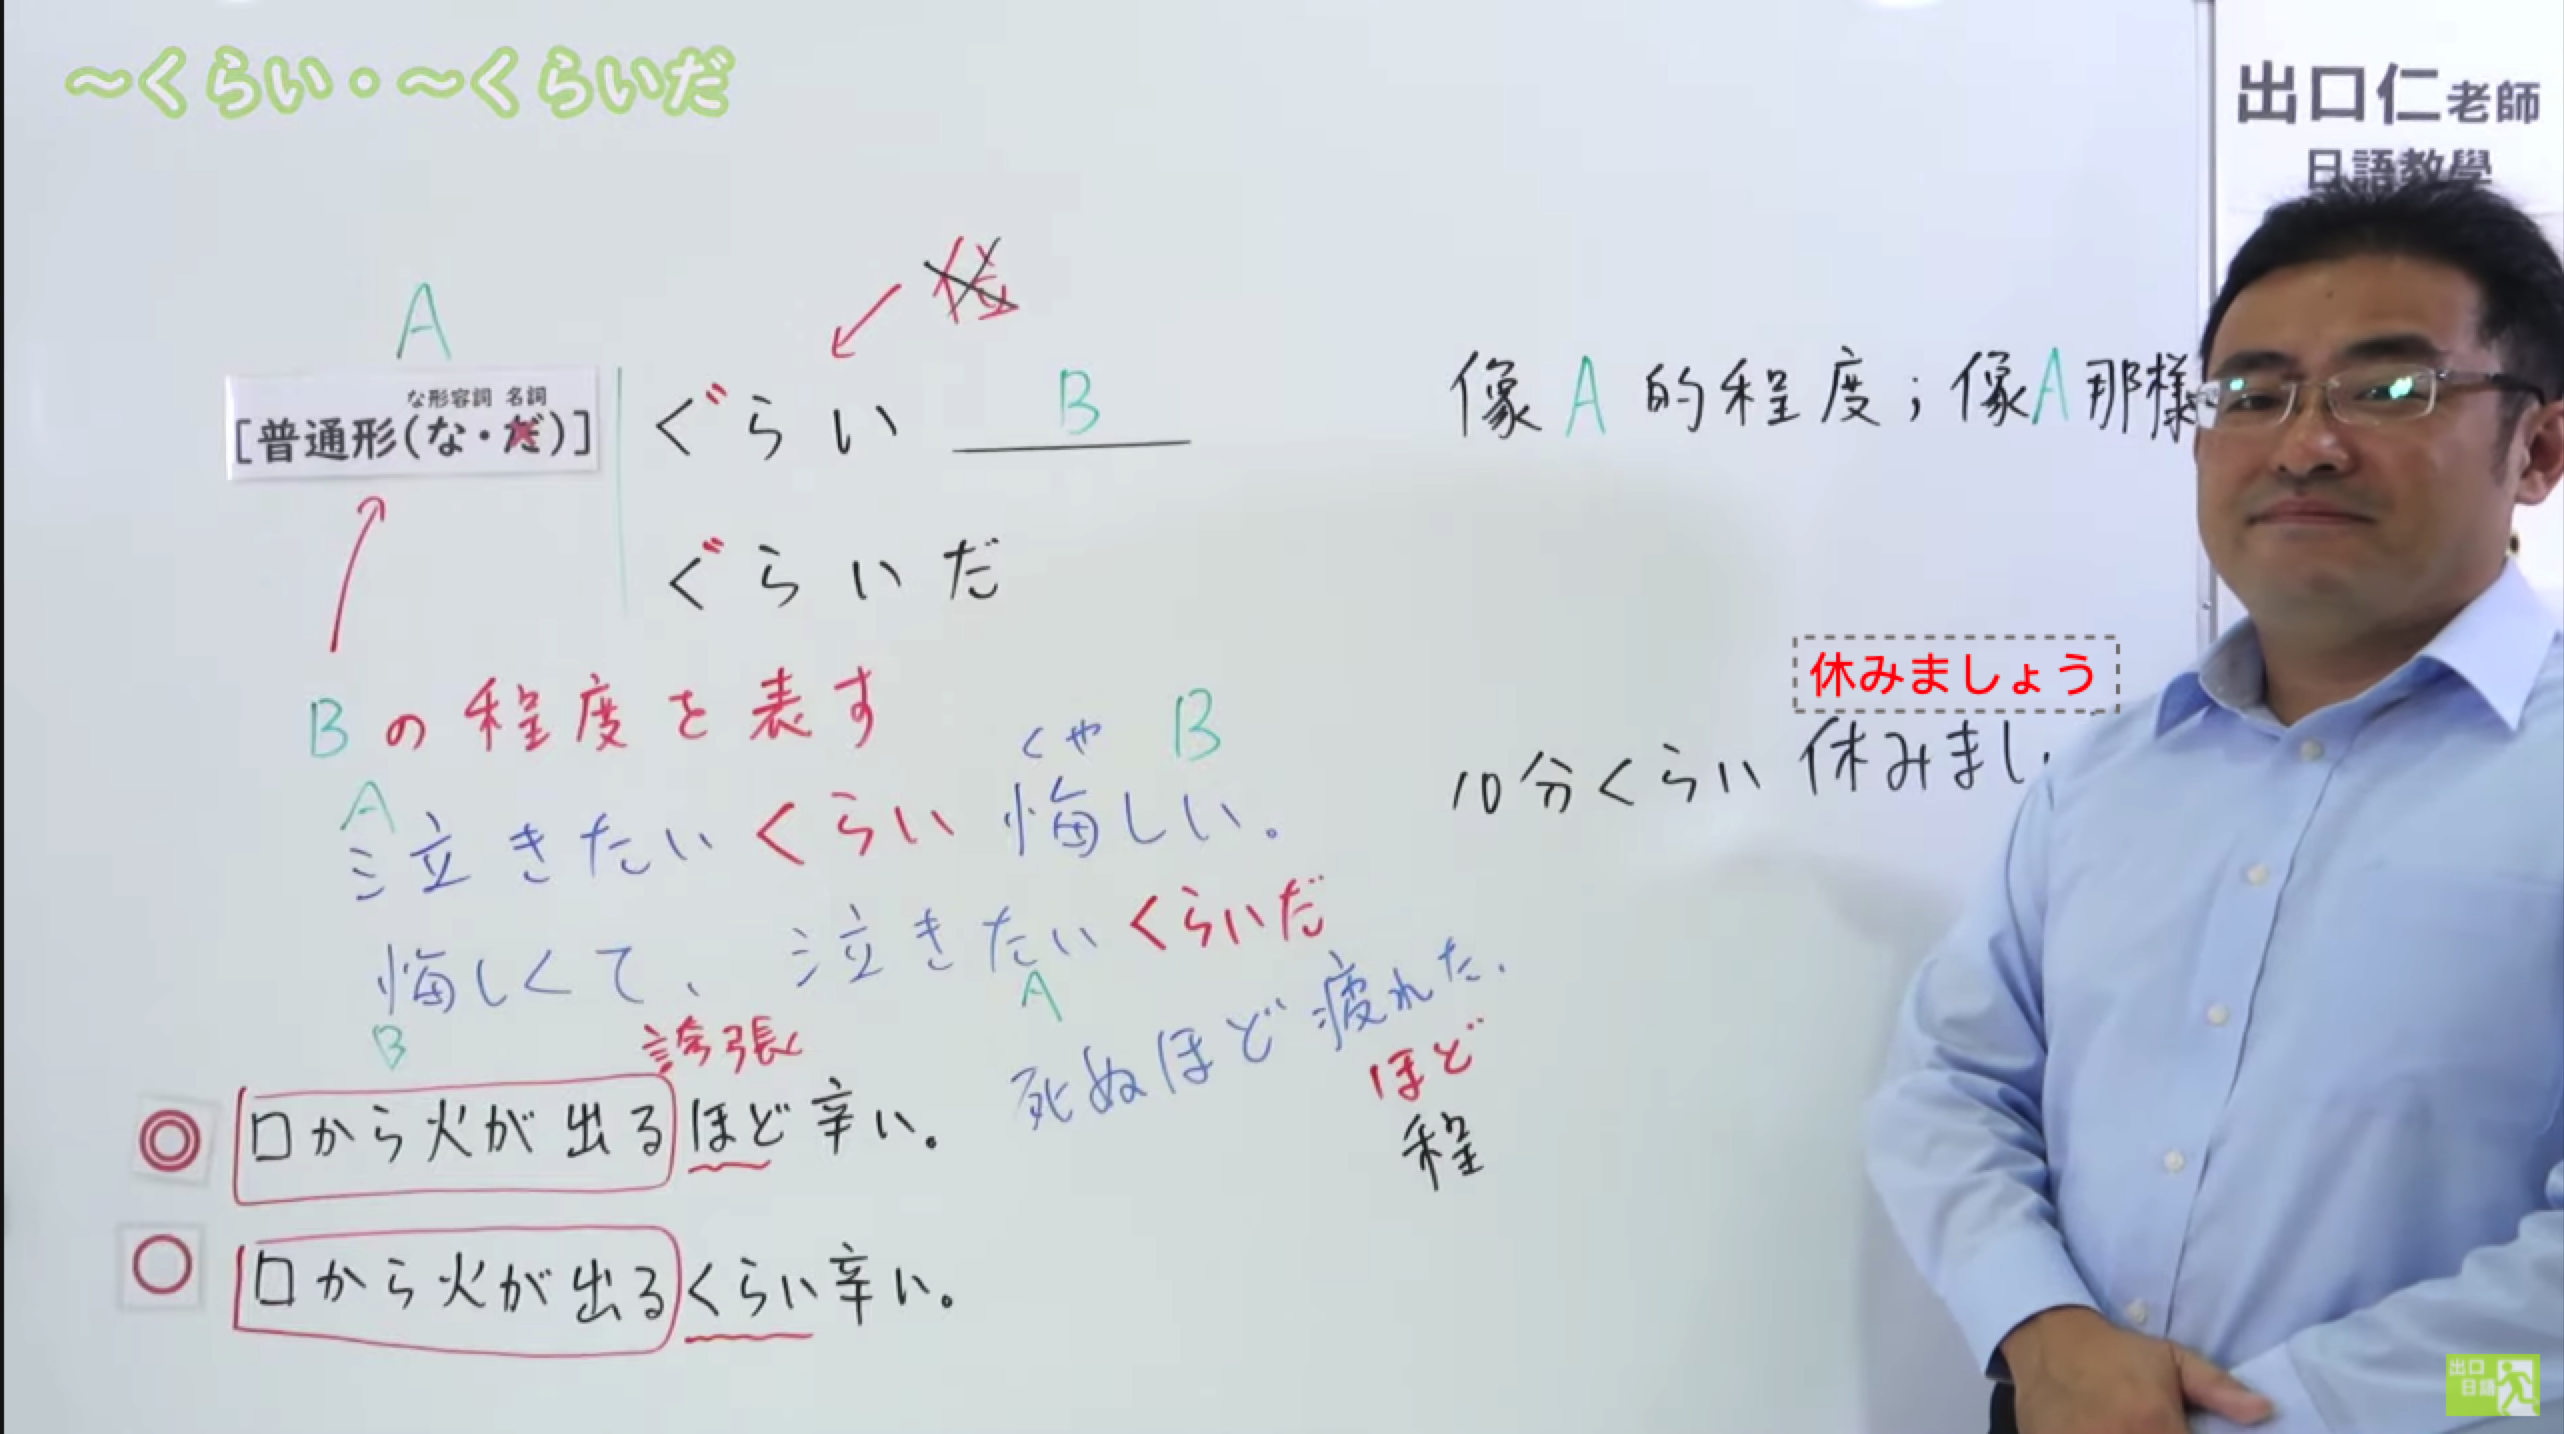 ～くらい・～くらいだ
出口仁老師
日語教學
位
A
な形容詞 名詞
[普通形(な・だ)]
ぐらい B
像A的程度；像A那樣
ぐらいだ
Bの程度を表す
休みましょう
10分くらい休みまし
くや
A B
泣きたいくらい悔しい。
悔しくて、泣きたいくらいだ
B A
死ぬほど疲れた.
ほど
程
誇張
◎ 口から火が出るほど辛い。
○ 口から火が出るくらい辛い。
出口
日語